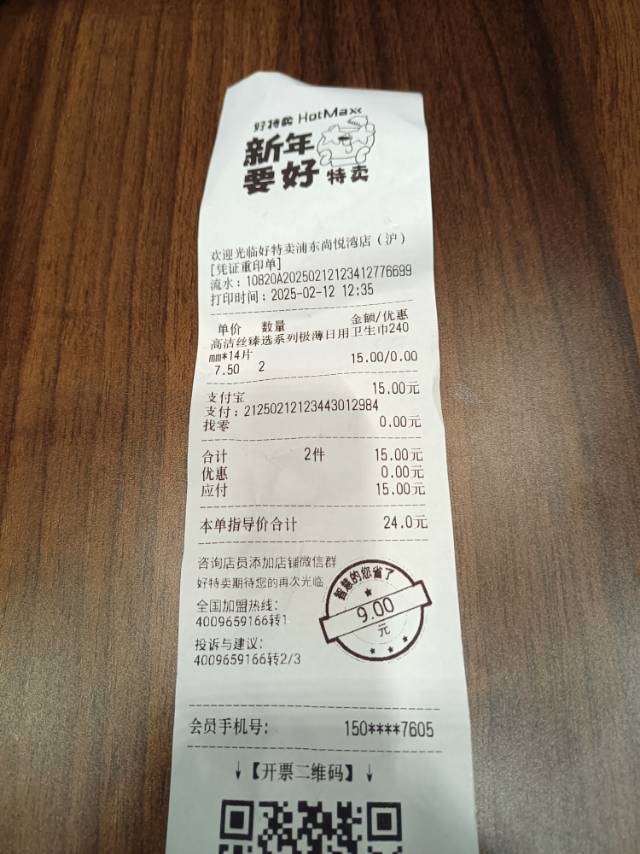 好特卖 HotMaxx
新年
要好特卖
欢迎光临好特卖浦东尚悦湾店（沪）
[凭证重印单]
流水：10820A20250212123412776699
打印时间：2025-02-12 12:35
单价 数量 金额/优惠
高洁丝臻选系列极薄日用卫生巾240
mm*14片
7.50 2 15.00/0.00
支付宝 15.00元
支付：21250212123443012984
找零 0.00元
合计 2件 15.00元
优惠 0.00元
应付 15.00元
本单指导价合计 24.0元
咨询店员添加店铺微信群
好特卖期待您的再次光临
智慧的您省了
9.00
元
全国加盟热线：
4009659166转1
投诉与建议：
4009659166转2/3
会员手机号： 150****7605
↓【开票二维码】↓